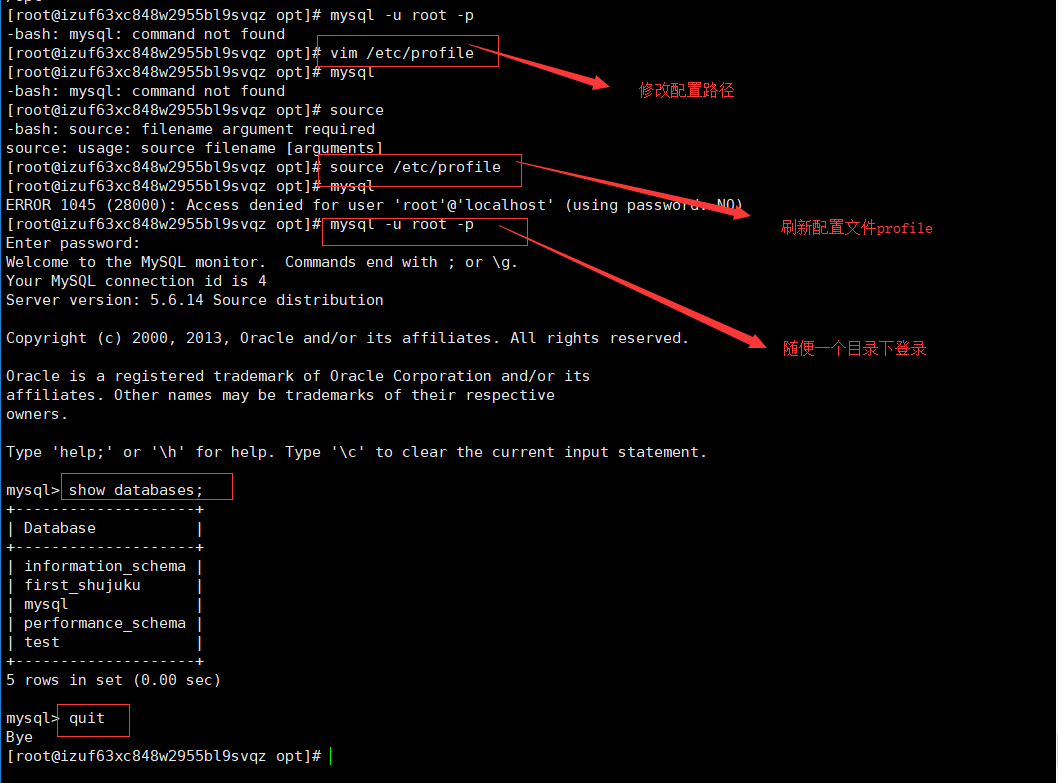 [root@izuf63xc848w2955bl9svqz opt]# mysql -u root -p
-bash: mysql: command not found
[root@izuf63xc848w2955bl9svqz opt]# vim /etc/profile
[root@izuf63xc848w2955bl9svqz opt]# mysql
修改配置路径
-bash: mysql: command not found
[root@izuf63xc848w2955bl9svqz opt]# source
-bash: source: filename argument required
source: usage: source filename [arguments]
[root@izuf63xc848w2955bl9svqz opt]# source /etc/profile
[root@izuf63xc848w2955bl9svqz opt]# mysql
ERROR 1045 (28000): Access denied for user 'root'@'localhost' (using password: NO)
[root@izuf63xc848w2955bl9svqz opt]# mysql -u root -p
刷新配置文件profile
Enter password:
Welcome to the MySQL monitor.  Commands end with ; or \g.
Your MySQL connection id is 4
Server version: 5.6.14 Source distribution
Copyright (c) 2000, 2013, Oracle and/or its affiliates. All rights reserved.
随便一个目录下登录
Oracle is a registered trademark of Oracle Corporation and/or its
affiliates. Other names may be trademarks of their respective
owners.
Type 'help;' or '\h' for help. Type '\c' to clear the current input statement.
mysql> show databases;
+--------------------+
| Database           |
+--------------------+
| information_schema |
| first_shujuku      |
| mysql              |
| performance_schema |
| test               |
+--------------------+
5 rows in set (0.00 sec)
mysql> quit
Bye
[root@izuf63xc848w2955bl9svqz opt]#